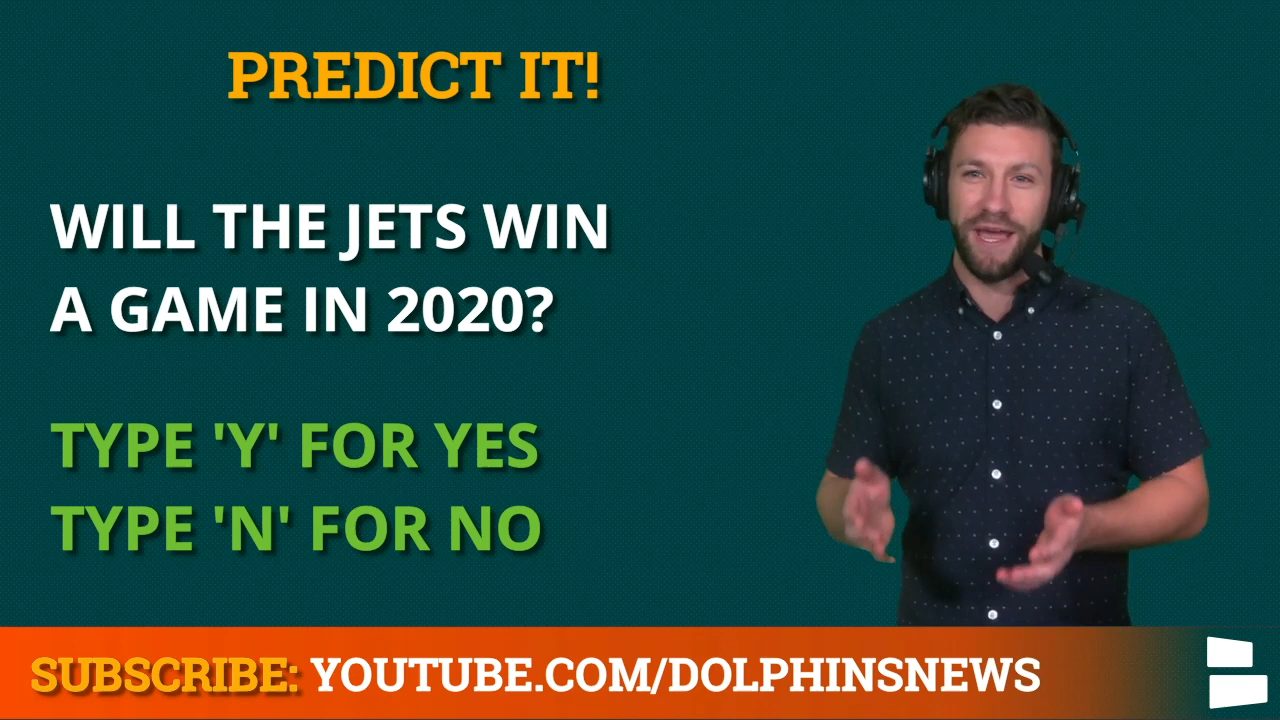 PREDICT IT!
WILL THE JETS WIN
A GAME IN 2020?
TYPE 'Y' FOR YES
TYPE 'N' FOR NO
SUBSCRIBE: YOUTUBE.COM/DOLPHINSNEWS